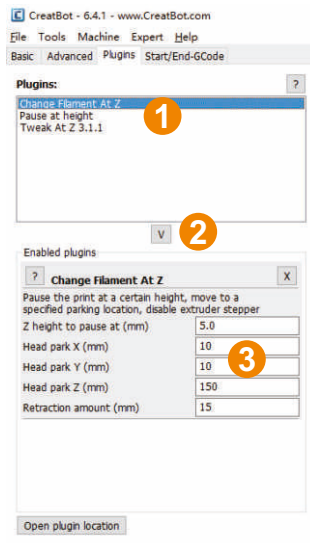 CreatBot - 6.4.1 - www.CreatBot.com
File Tools Machine Expert Help
Basic Advanced Plugins Start/End-GCode
Plugins:
?
Change Filament At Z
Pause at height
Tweak At Z 3.1.1
1
V
2
Enabled plugins
? Change Filament At Z X
Pause the print at a certain height, move to a
specified parking location, disable extruder stepper
Z height to pause at (mm) 5.0
Head park X (mm) 10
Head park Y (mm) 10
3
Head park Z (mm) 150
Retraction amount (mm) 15
Open plugin location